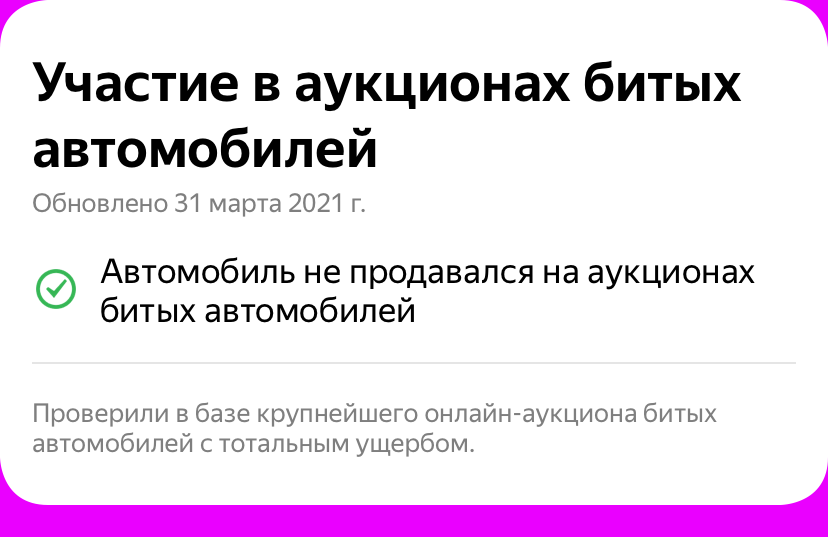 Участие в аукционах битых
автомобилей
Обновлено 31 марта 2021 г.
Автомобиль не продавался на аукционах
битых автомобилей
Проверили в базе крупнейшего онлайн-аукциона битых
автомобилей с тотальным ущербом.